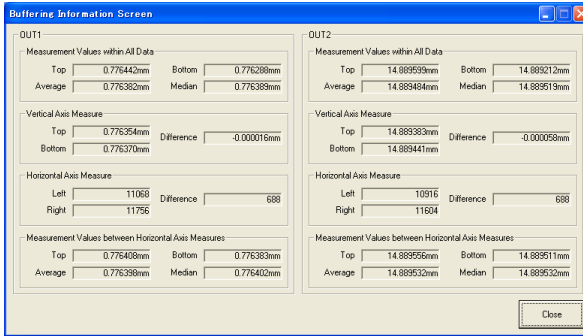 Buffering Information Screen
OUT1
Measurement Values within All Data
Top 0.776442mm Bottom 0.776288mm
Average 0.776382mm Median 0.776389mm
Vertical Axis Measure
Top 0.776354mm
Difference -0.000016mm
Bottom 0.776370mm
Horizontal Axis Measure
Left 11068
Difference 688
Right 11756
Measurement Values between Horizontal Axis Measures
Top 0.776408mm Bottom 0.776383mm
Average 0.776398mm Median 0.776402mm
OUT2
Measurement Values within All Data
Top 14.889599mm Bottom 14.889212mm
Average 14.889484mm Median 14.889519mm
Vertical Axis Measure
Top 14.889383mm
Difference -0.000058mm
Bottom 14.889441mm
Horizontal Axis Measure
Left 10916
Difference 688
Right 11604
Measurement Values between Horizontal Axis Measures
Top 14.889556mm Bottom 14.889511mm
Average 14.889532mm Median 14.889532mm
Close